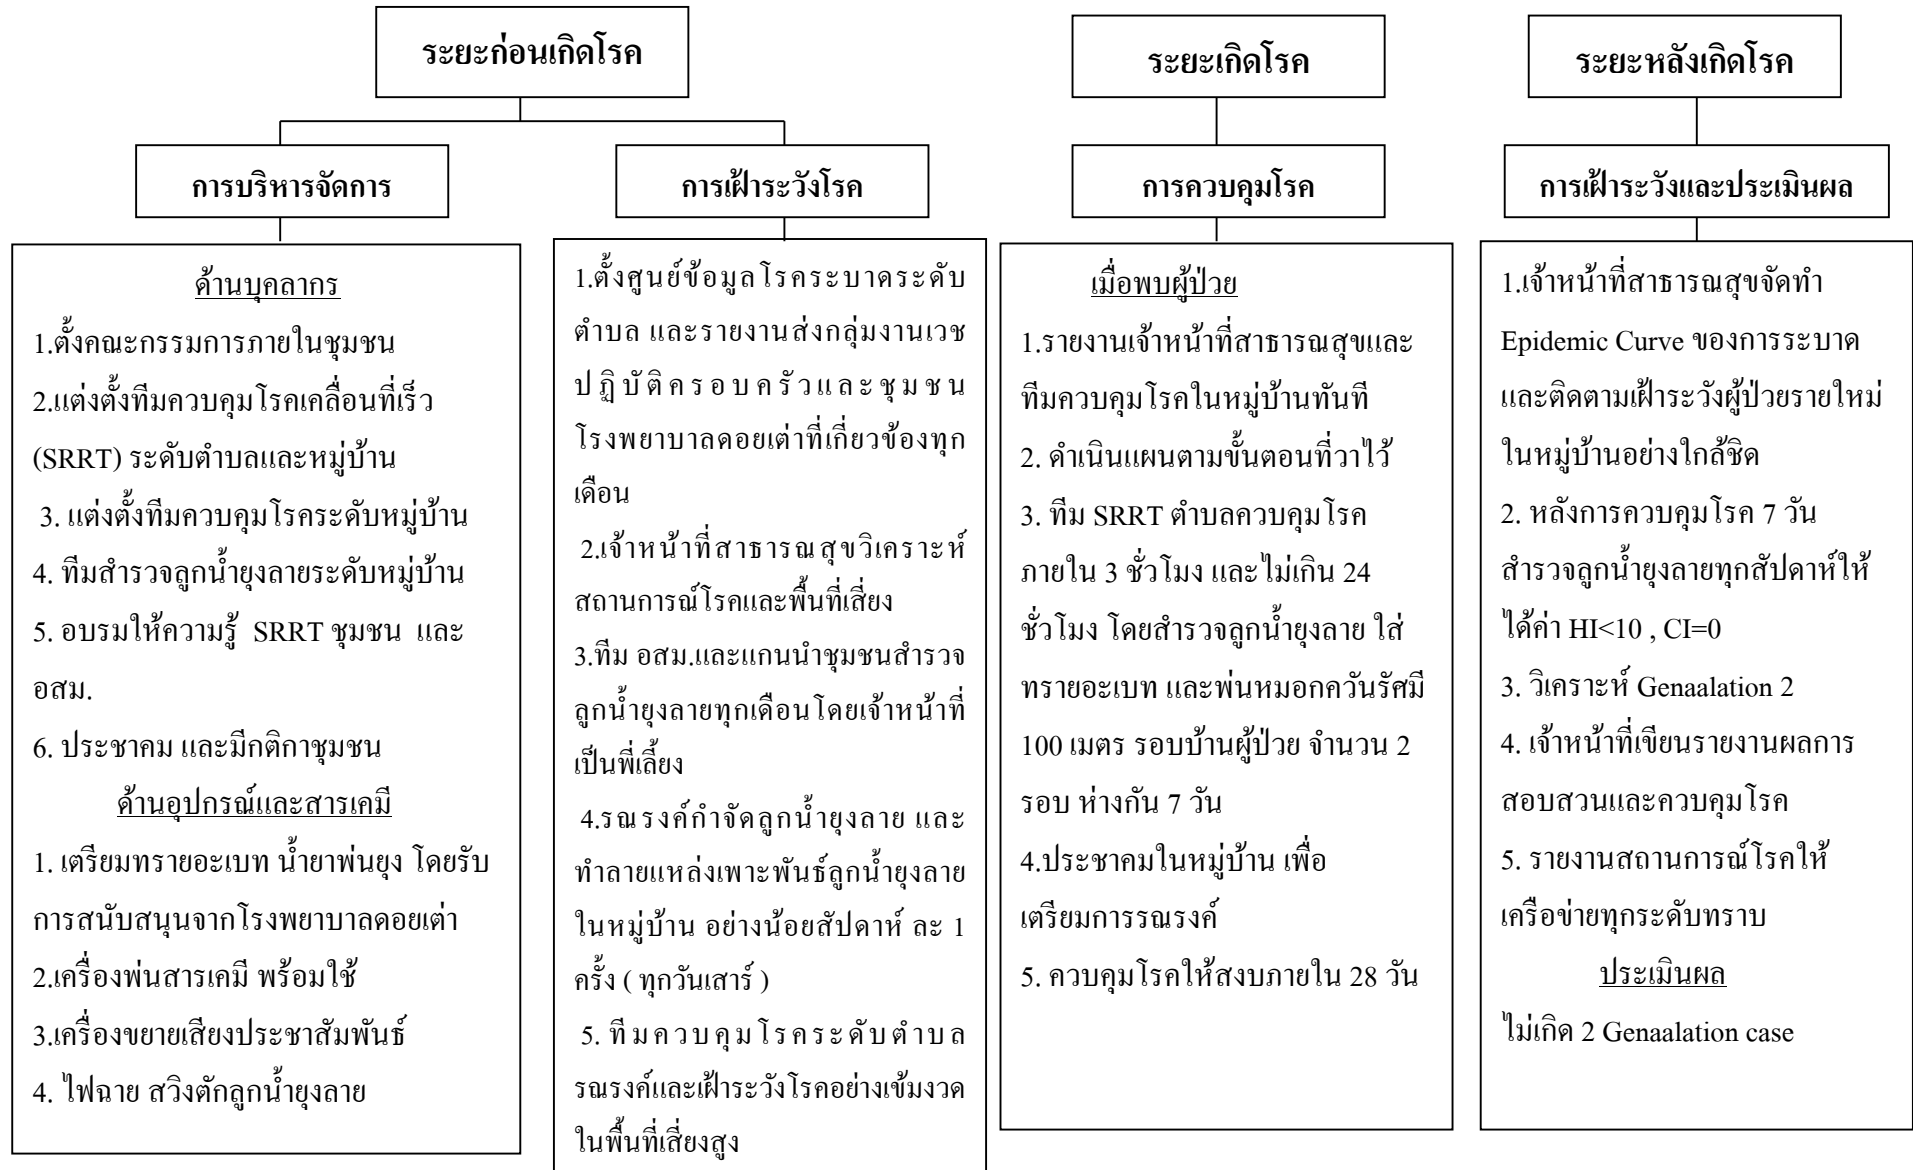 ระยะก่อนเกิดโรค
การบริหารจัดการ
ด้านบุคลากร
1.ตั้งคณะกรรมการภายในชุมชน
2.แต่งตั้งทีมควบคุมโรคเคลื่อนที่เร็ว
(SRRT) ระดับตำบลและหมู่บ้าน
3. แต่งตั้งทีมควบคุมโรคระดับหมู่บ้าน
4. ทีมสำรวจลูกน้ำยุงลายระดับหมู่บ้าน
5. อบรมให้ความรู้ SRRT ชุมชน และ
อสม.
6. ประชาคม และมีกติกาชุมชน
ด้านอุปกรณ์และสารเคมี
1. เตรียมทรายอะเบท น้ำยาพ่นยุง โดยรับ
การสนับสนุนจากโรงพยาบาลดอยเต่า
2.เครื่องพ่นสารเคมี พร้อมใช้
3.เครื่องขยายเสียงประชาสัมพันธ์
4. ไฟฉาย สวิงตักลูกน้ำยุงลาย
การเฝ้าระวังโรค
1.ตั้งศูนย์ข้อมูลโรคระบาดระดับ
ตำบล และรายงานส่งกลุ่มงานเวช
ปฏิบัติครอบครัวและชุมชน
โรงพยาบาลดอยเต่าที่เกี่ยวข้องทุก
เดือน
2.เจ้าหน้าที่สาธารณสุขวิเคราะห์
สถานการณ์โรคและพื้นที่เสี่ยง
3.ทีม อสม.และแกนนำชุมชนสำรวจ
ลูกน้ำยุงลายทุกเดือนโดยเจ้าหน้าที่
เป็นพี่เลี้ยง
4.รณรงค์กำจัดลูกน้ำยุงลาย และ
ทำลายแหล่งเพาะพันธ์ลูกน้ำยุงลาย
ในหมู่บ้าน อย่างน้อยสัปดาห์ ละ 1
ครั้ง ( ทุกวันเสาร์ )
5. ทีมควบคุมโรคระดับตำบล
รณรงค์และเฝ้าระวังโรคอย่างเข้มงวด
ในพื้นที่เสี่ยงสูง
ระยะเกิดโรค
การควบคุมโรค
เมื่อพบผู้ป่วย
1.รายงานเจ้าหน้าที่สาธารณสุขและ
ทีมควบคุมโรคในหมู่บ้านทันที
2. ดำเนินแผนตามขั้นตอนที่วาไว้
3. ทีม SRRT ตำบลควบคุมโรค
ภายใน 3 ชั่วโมง และไม่เกิน 24
ชั่วโมง โดยสำรวจลูกน้ำยุงลาย ใส่
ทรายอะเบท และพ่นหมอกควันรัศมี
100 เมตร รอบบ้านผู้ป่วย จำนวน 2
รอบ ห่างกัน 7 วัน
4.ประชาคมในหมู่บ้าน เพื่อ
เตรียมการรณรงค์
5. ควบคุมโรคให้สงบภายใน 28 วัน
ระยะหลังเกิดโรค
การเฝ้าระวังและประเมินผล
1.เจ้าหน้าที่สาธารณสุขจัดทำ
Epidemic Curve ของการระบาด
และติดตามเฝ้าระวังผู้ป่วยรายใหม่
ในหมู่บ้านอย่างใกล้ชิด
2. หลังการควบคุมโรค 7 วัน
สำรวจลูกน้ำยุงลายทุกสัปดาห์ให้
ได้ค่า HI<10 , CI=0
3. วิเคราะห์ Genaalation 2
4. เจ้าหน้าที่เขียนรายงานผลการ
สอบสวนและควบคุมโรค
5. รายงานสถานการณ์โรคให้
เครือข่ายทุกระดับทราบ
ประเมินผล
ไม่เกิด 2 Genaalation case